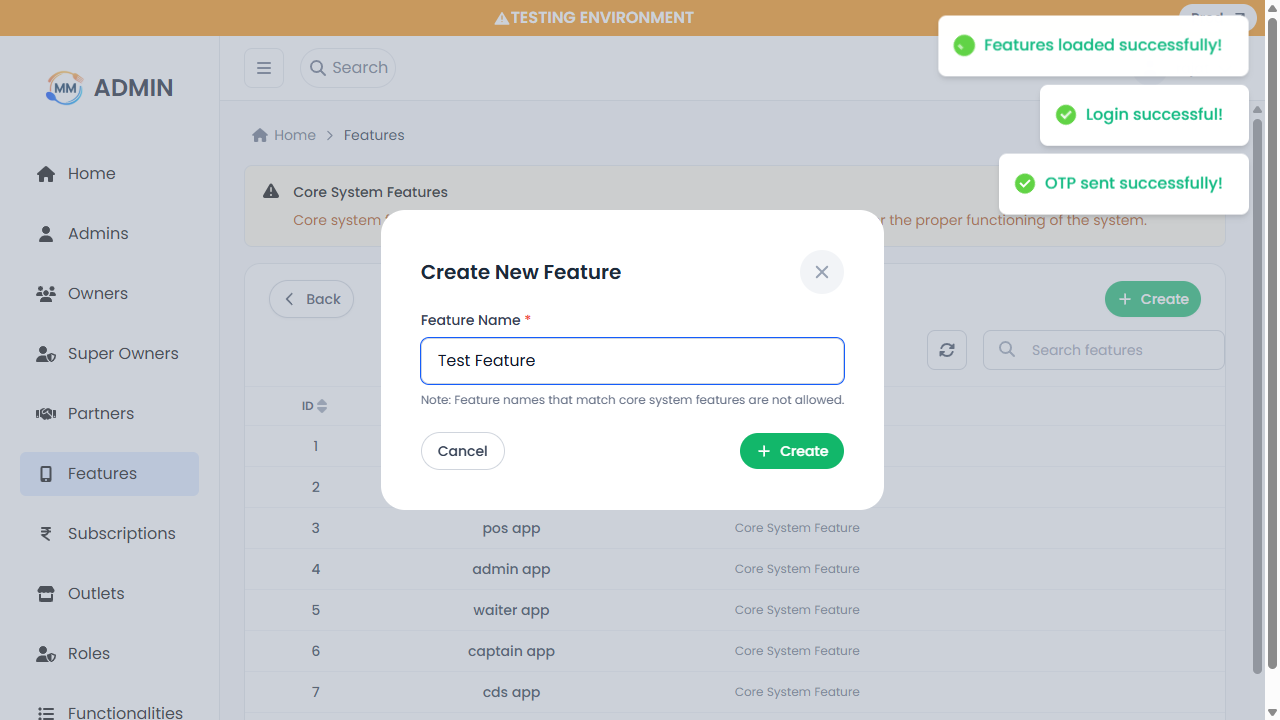 TESTING ENVIRONMENT
Features loaded successfully!
Login successful!
OTP sent successfully!
MM ADMIN
Search
Home
Admins
Owners
Super Owners
Partners
Features
Subscriptions
Outlets
Roles
Functionalities
Home > Features
Core System Features
Core system
r the proper functioning of the system.
Back
Create
Search features
Create New Feature
Feature Name *
Test Feature
Note: Feature names that match core system features are not allowed.
Cancel
Create
ID
1
2
3 pos app Core System Feature
4 admin app Core System Feature
5 waiter app Core System Feature
6 captain app Core System Feature
7 cds app Core System Feature